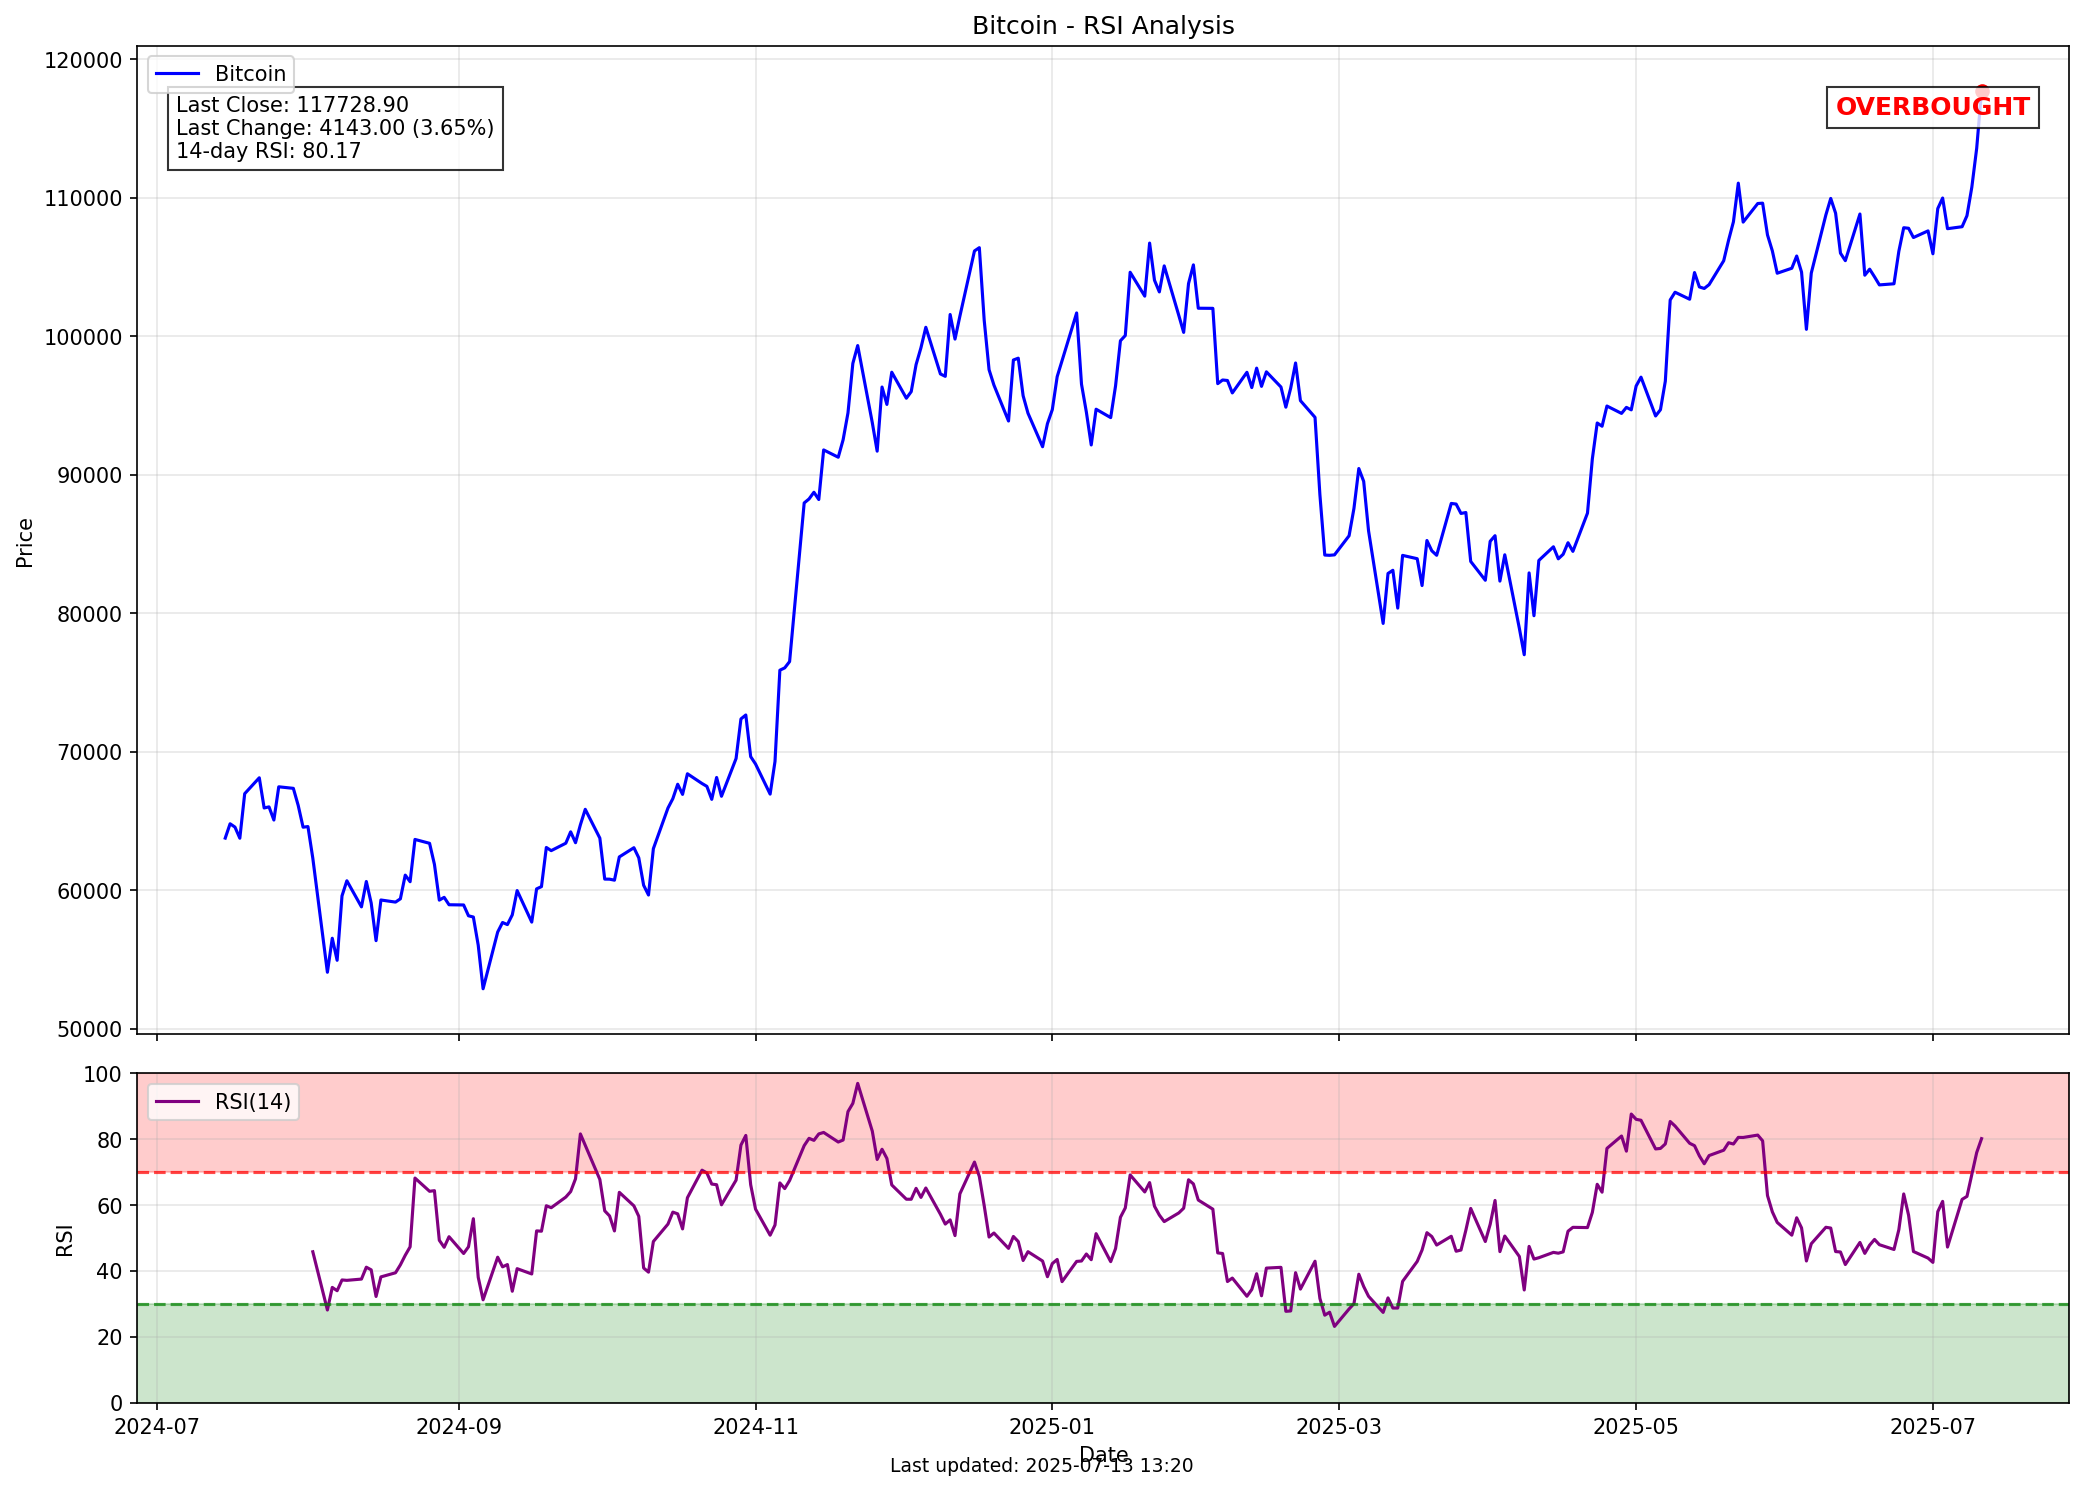 Bitcoin - RSI Analysis
Bitcoin
Last Close: 117728.90
Last Change: 4143.00 (3.65%)
14-day RSI: 80.17
OVERBOUGHT
120000
110000
100000
90000
80000
70000
60000
50000
Price
RSI(14)
100
80
60
40
20
0
RSI
2024-07
2024-09
2024-11
2025-01
2025-03
2025-05
2025-07
Date
Last updated: 2025-07-13 13:20